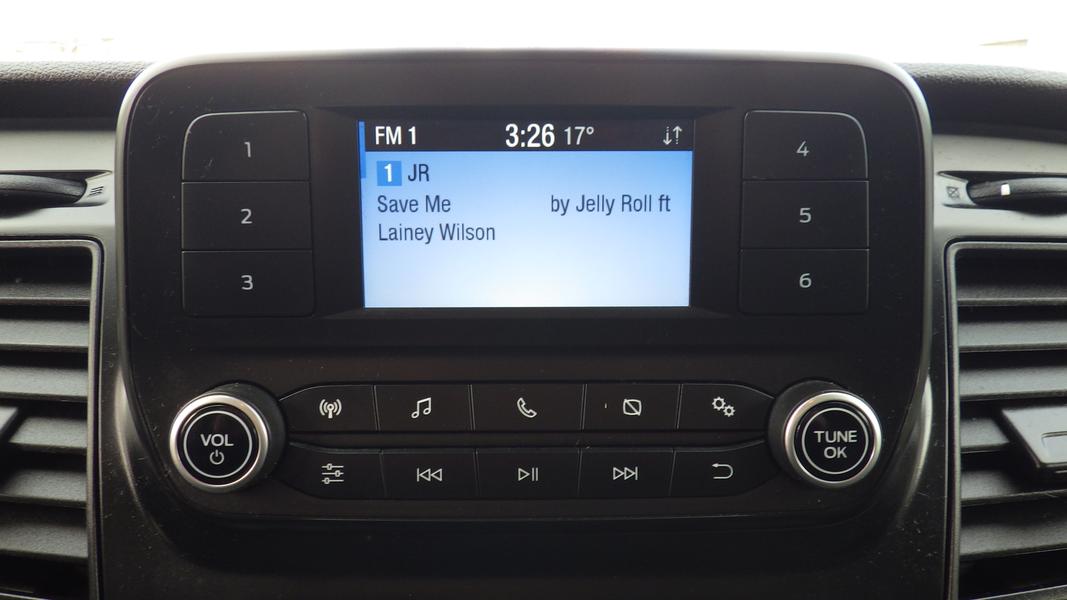 FM 1 3:26 17°
1 JR
Save Me by Jelly Roll ft
Lainey Wilson
1
2
3
4
5
6
VOL
TUNE
OK